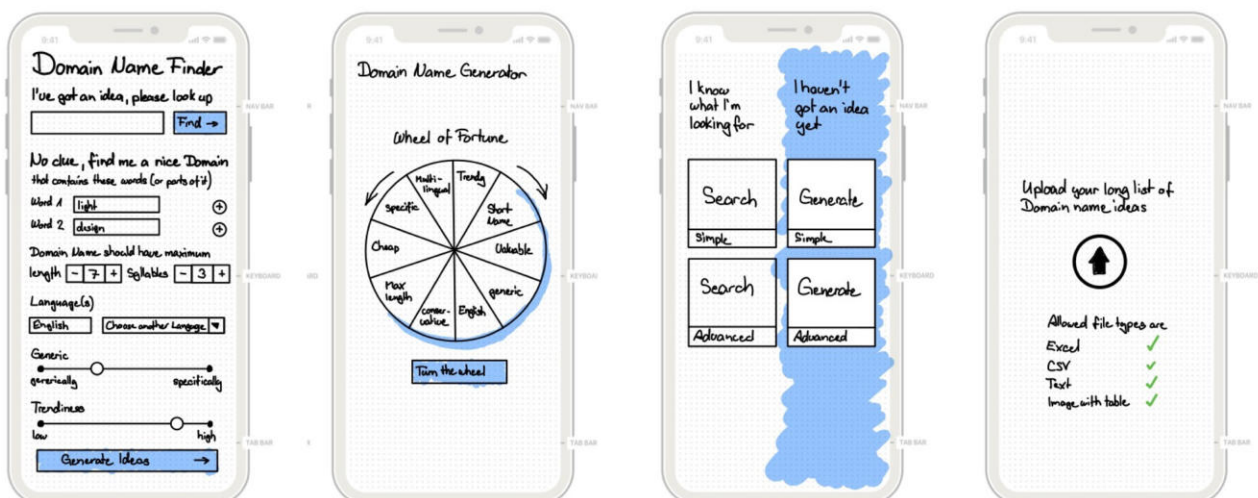 9:41
Domain Name Finder
I've got an idea, please look up
Find →
No clue, find me a nice Domain
that contains these words (or parts of it)
Word 1 light
Word 2 design
Domain Name should have maximum
length - 7 + Syllables - 3 +
Language(s)
English Choose another Language
Generic
generically specifically
Trendiness
low high
Generate Ideas →
NAV BAR
KEYBOARD
TAB BAR
9:41
Domain Name Generator
Wheel of Fortune
Multi-
lingual
Trendy
Short
Name
Valuable
generic
English
conser-
vative
Max
length
Cheap
specific
Turn the wheel
R
RD
R
NAV BAR
KEYBOA
TAB BAR
9:41
I know
what I'm
looking for
I haven't
got an idea
yet
Search
Simple
Generate
Simple
Search
Advanced
Generate
Advanced
NAV BAR
KEYBOARD
TAB BAR
9:41
Upload your long list of
Domain name ideas
Allowed file types are
Excel ✓
CSV ✓
Text ✓
Image with table ✓
NAV BAR
KEYBOARD
TAB BAR